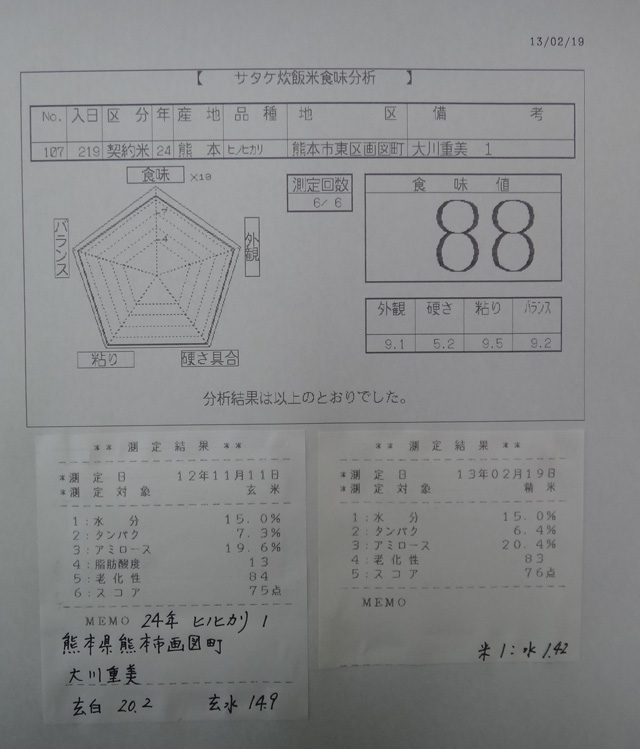 13/02/19
【 サタケ炊飯米食味分析 】
No. 入日 区分 年 産地 品種 地区 備考
107 219 契約米 24 熊本 ヒノヒカリ 熊本市東区画図町 大川重美 1
食味 ×10
7
4
バランス
外観
粘り
硬さ具合
測定回数
6/ 6
食味値
88
外観 硬さ 粘り バランス
9.1 5.2 9.5 9.2
分析結果は以上のとおりでした。
** 測定結果 **
*測定日 12年11月11日
*測定対象 玄米
1:水分 15.0%
2:タンパク 7.3%
3:アミロース 19.6%
4:脂肪酸度 13
5:老化性 84
6:スコア 75点
MEMO 24年 ヒノヒカリ 1
熊本県熊本市画図町
大川重美
玄白 20.2 玄水 14.9
** 測定結果 **
*測定日 13年02月19日
*測定対象 精米
1:水分 15.0%
2:タンパク 6.4%
3:アミロース 20.4%
4:老化性 83
5:スコア 76点
MEMO
米1:水1.42